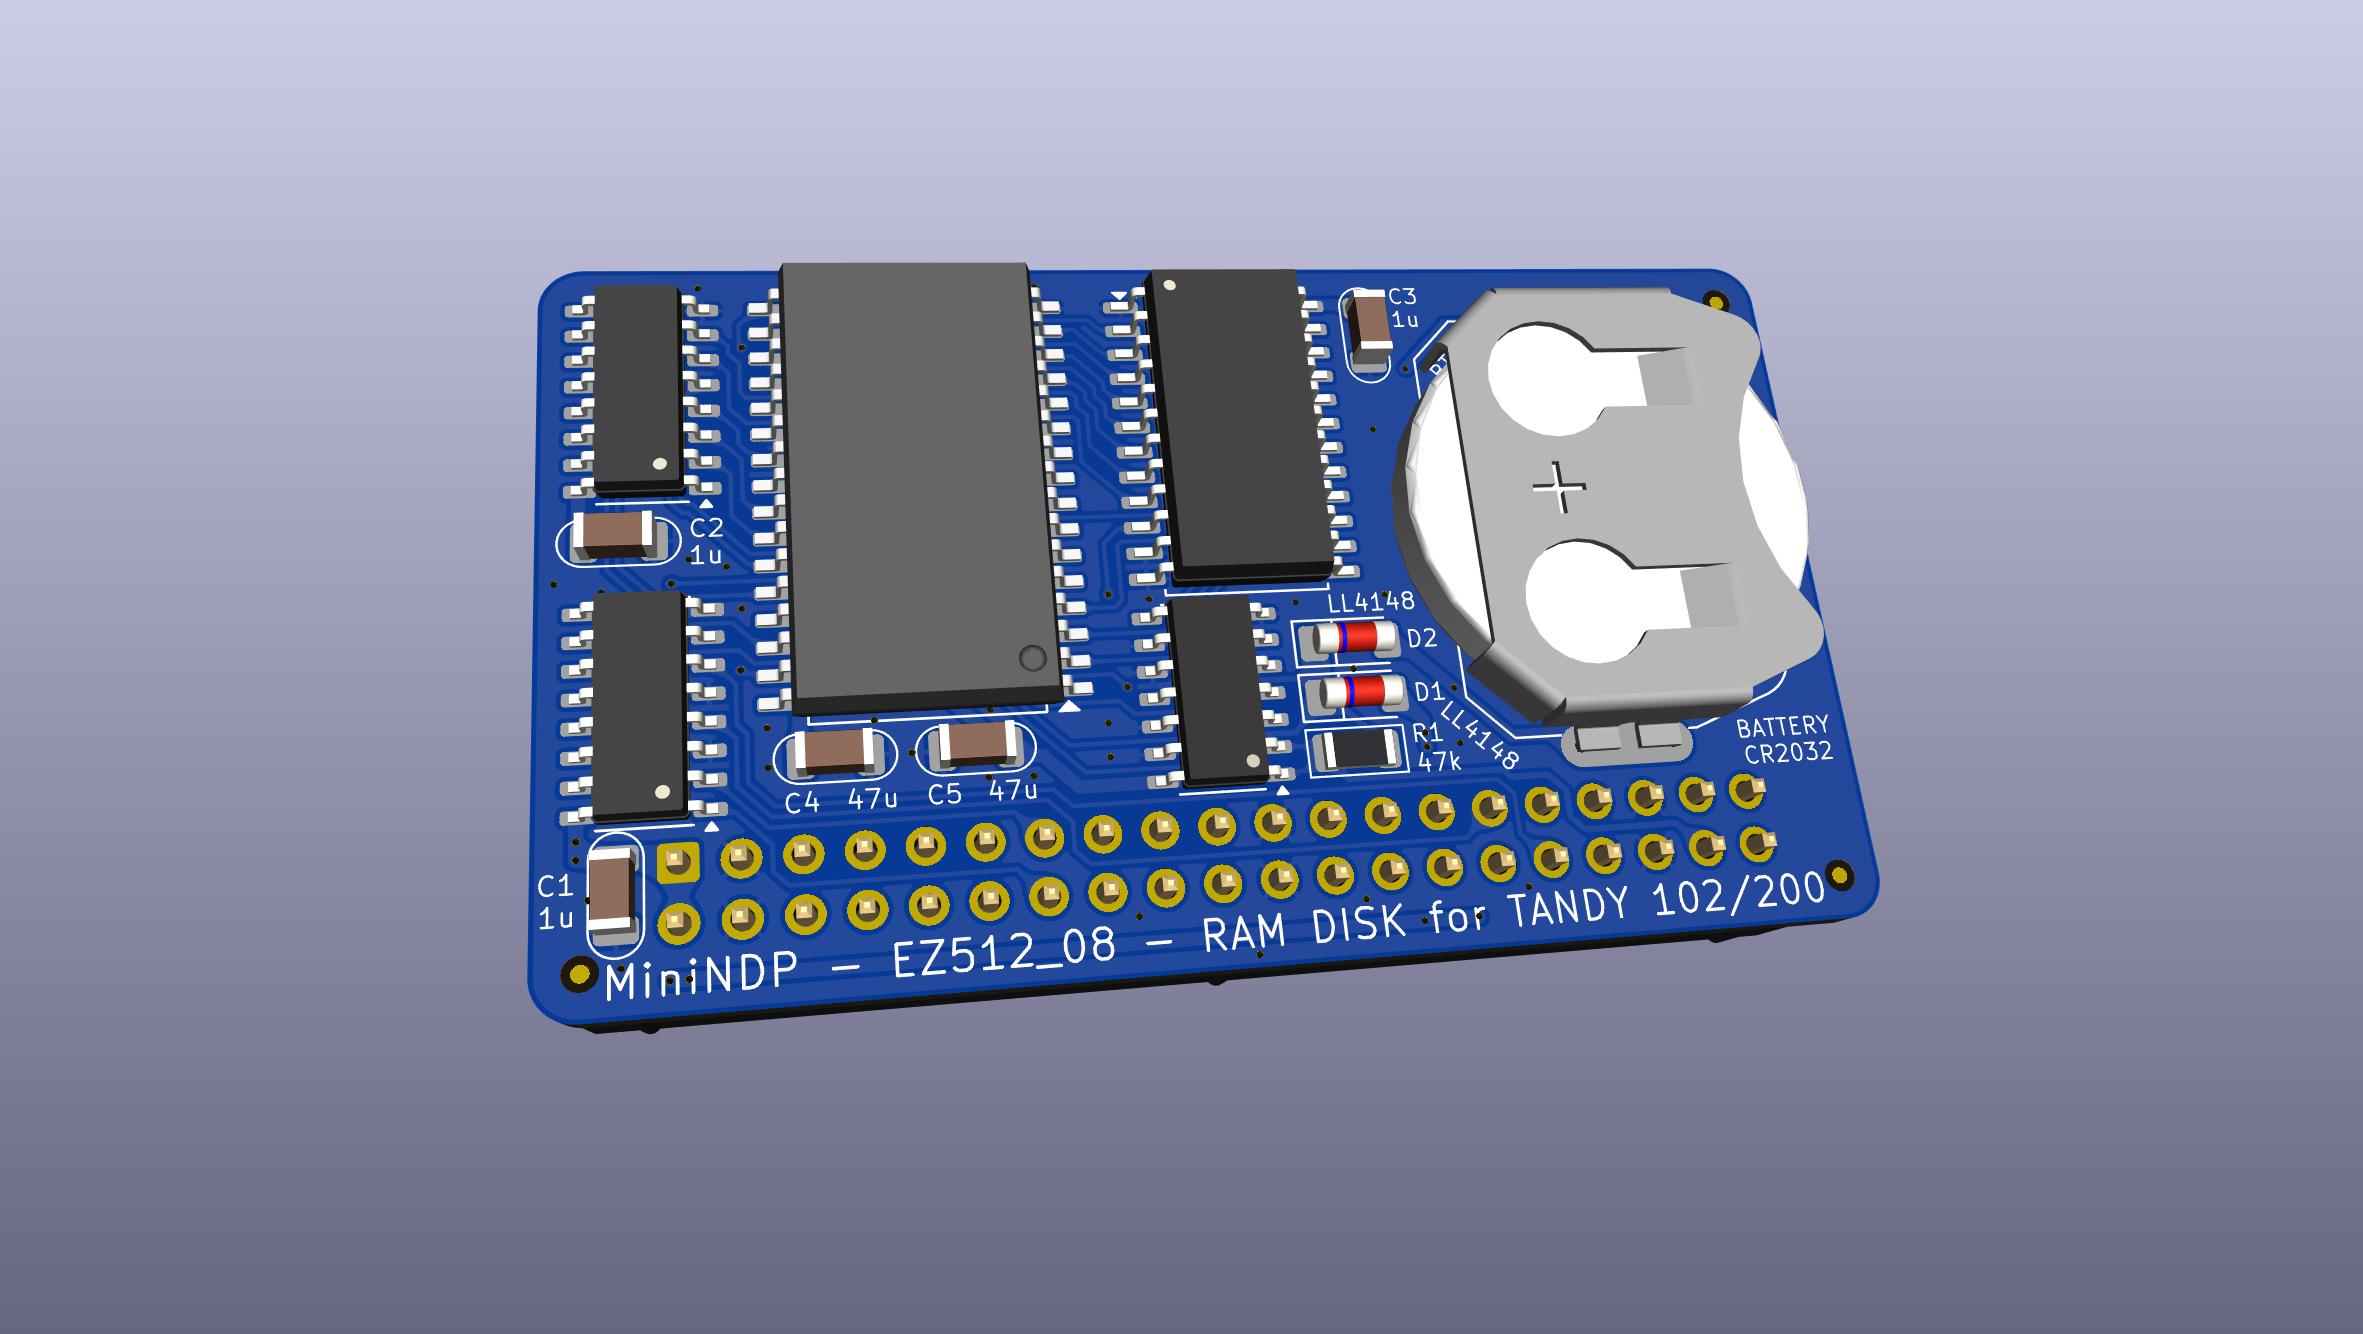 C3
1u
C2
1u
LL4148
D2
D1
LL4148
R1
47k
BATTERY
CR2032
C4 47u
C5 47u
C1
1u
MiniNDP - EZ512_08 - RAM DISK for TANDY 102/200
+